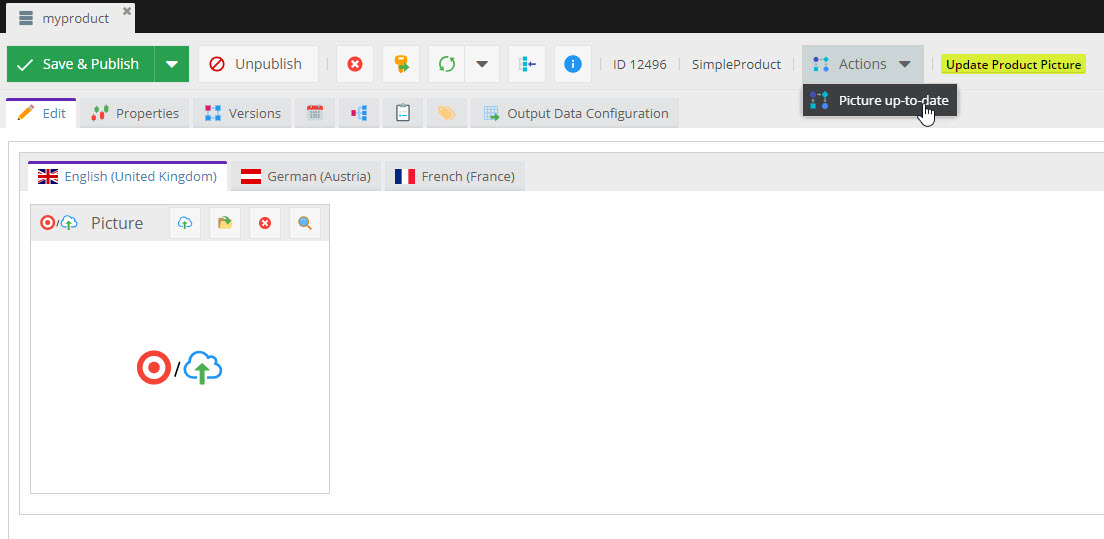 myproduct
Save & Publish
Unpublish
ID 12496
SimpleProduct
Actions
Update Product Picture
Picture up-to-date
Edit
Properties
Versions
Output Data Configuration
English (United Kingdom)
German (Austria)
French (France)
/ Picture
/